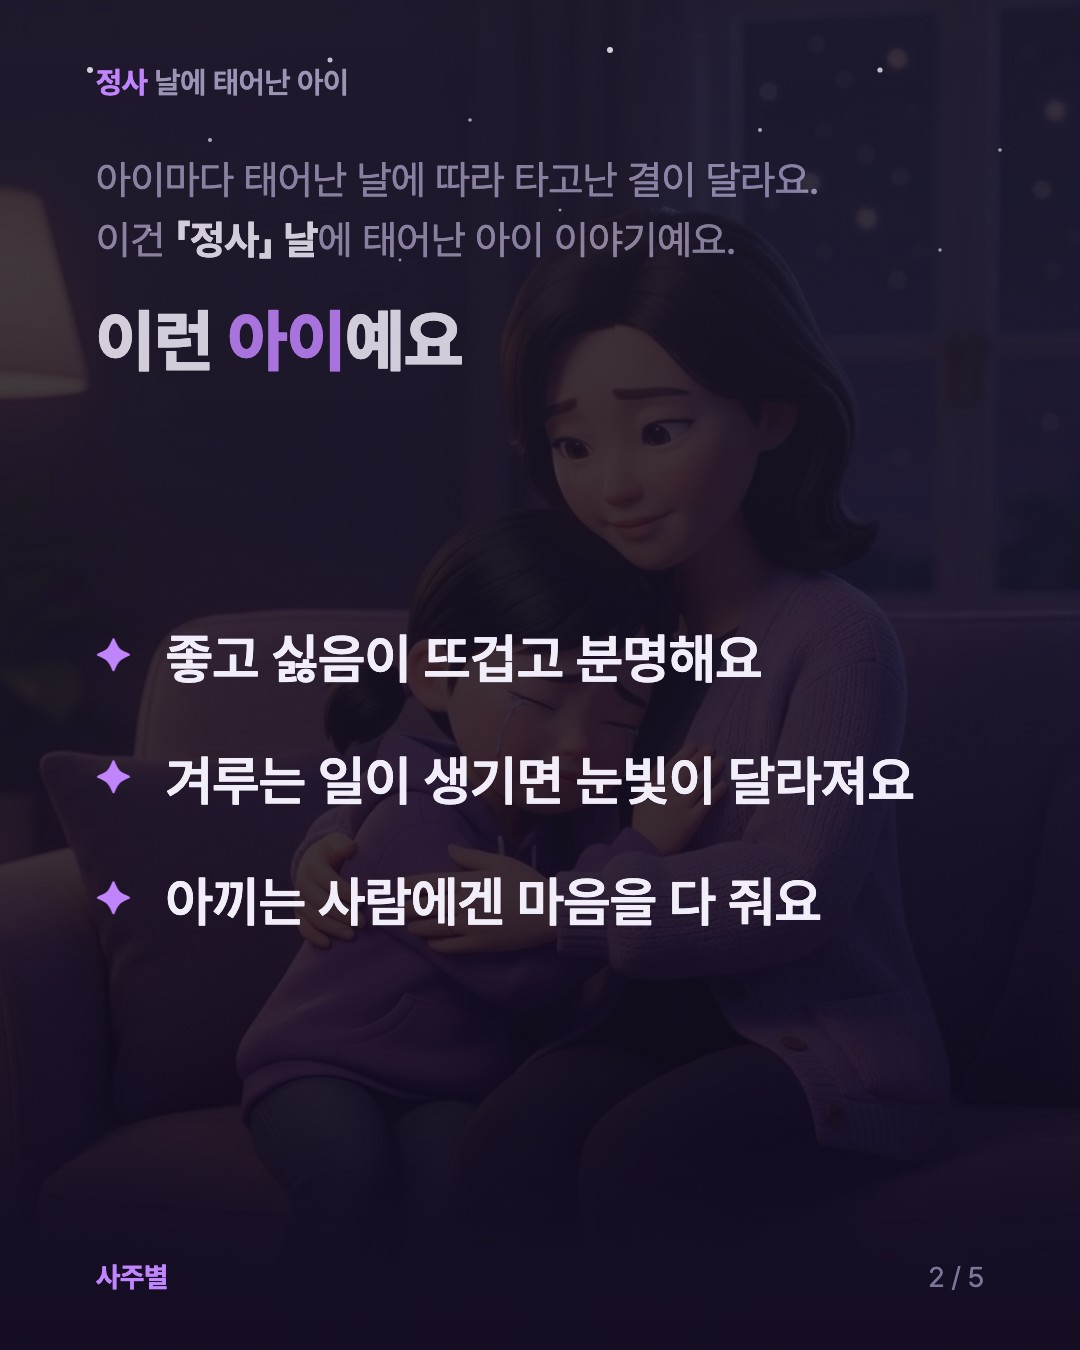 정사 날에 태어난 아이
아이마다 태어난 날에 따라 타고난 결이 달라요.
이건 「정사」 날에 태어난 아이 이야기예요.
이런 아이예요
좋고 싫음이 뜨겁고 분명해요
겨루는 일이 생기면 눈빛이 달라져요
아끼는 사람에겐 마음을 다 줘요
사주별
2 / 5